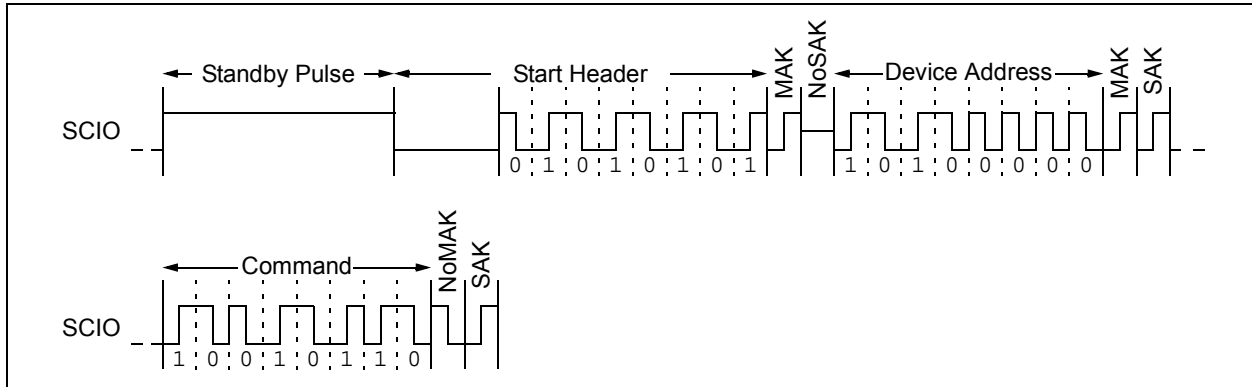 Standby Pulse Start Header MAK NoSAK Device Address MAK SAK
SCIO
0 1 0 1 0 1 0 1 1 0 1 0 0 0 0 0
Command NoMAK SAK
SCIO
1 0 0 1 0 1 1 0